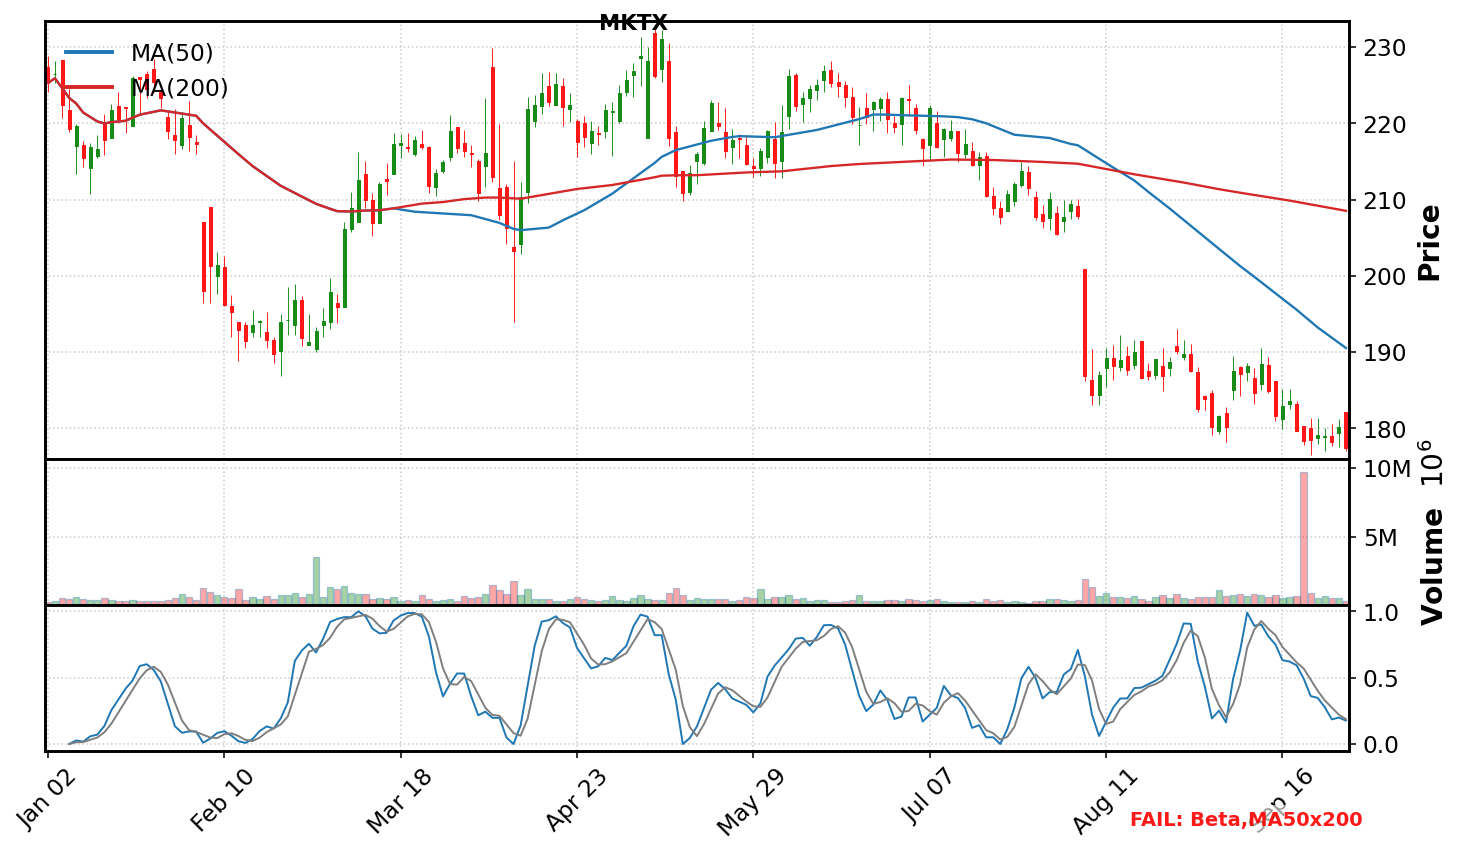 MKTX
MA(50)
MA(200)
230
220
210
200
190
180
Price
10M
5M
Volume 10^6
1.0
0.5
0.0
Jan 02
Feb 10
Mar 18
Apr 23
May 29
Jul 07
Aug 11
Sep 16
FAIL: Beta,MA50x200